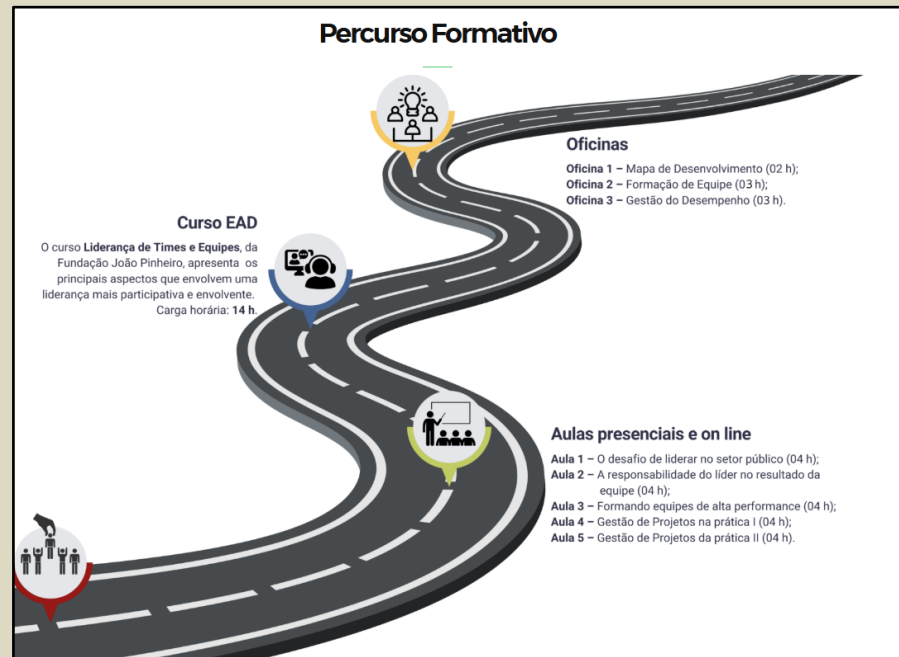 Percurso Formativo
Oficinas
Oficina 1 – Mapa de Desenvolvimento (02 h);
Oficina 2 – Formação de Equipe (03 h);
Oficina 3 – Gestão do Desempenho (03 h).
Curso EAD
O curso Liderança de Times e Equipes, da
Fundação João Pinheiro, apresenta os
principais aspectos que envolvem uma
liderança mais participativa e envolvente.
Carga horária: 14 h.
Aulas presenciais e on line
Aula 1 – O desafio de liderar no setor público (04 h);
Aula 2 – A responsabilidade do líder no resultado da
equipe (04 h);
Aula 3 – Formando equipes de alta performance (04 h);
Aula 4 – Gestão de Projetos na prática I (04 h);
Aula 5 – Gestão de Projetos da prática II (04 h).